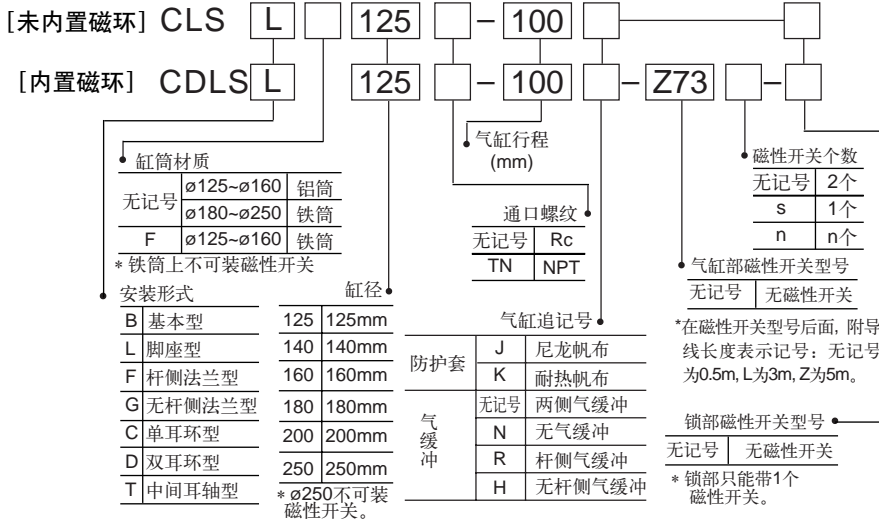 [未内置磁环] CLS L 125 - 100
[内置磁环] CDLS L 125 - 100 - Z73 -
缸筒材质
无记号 ø125~ø160 铝筒
ø180~ø250 铁筒
F ø125~ø160 铁筒
* 铁筒上不可装磁性开关
安装形式
B 基本型
L 脚座型
F 杆侧法兰型
G 无杆侧法兰型
C 单耳环型
D 双耳环型
T 中间耳轴型
缸径
125 125mm
140 140mm
160 160mm
180 180mm
200 200mm
250 250mm
* ø250不可装
磁性开关。
气缸行程
(mm)
通口螺纹
无记号 Rc
TN NPT
气缸追记号
防护套 J 尼龙帆布
K 耐热帆布
气缓冲 无记号 两侧气缓冲
N 无气缓冲
R 杆侧气缓冲
H 无杆侧气缓冲
磁性开关个数
无记号 2个
s 1个
n n个
气缸部磁性开关型号
无记号 无磁性开关
*在磁性开关型号后面, 附导
线长度表示记号：无记号
为0.5m, L为3m, Z为5m。
锁部磁性开关型号
无记号 无磁性开关
* 锁部只能带1个
磁性开关。